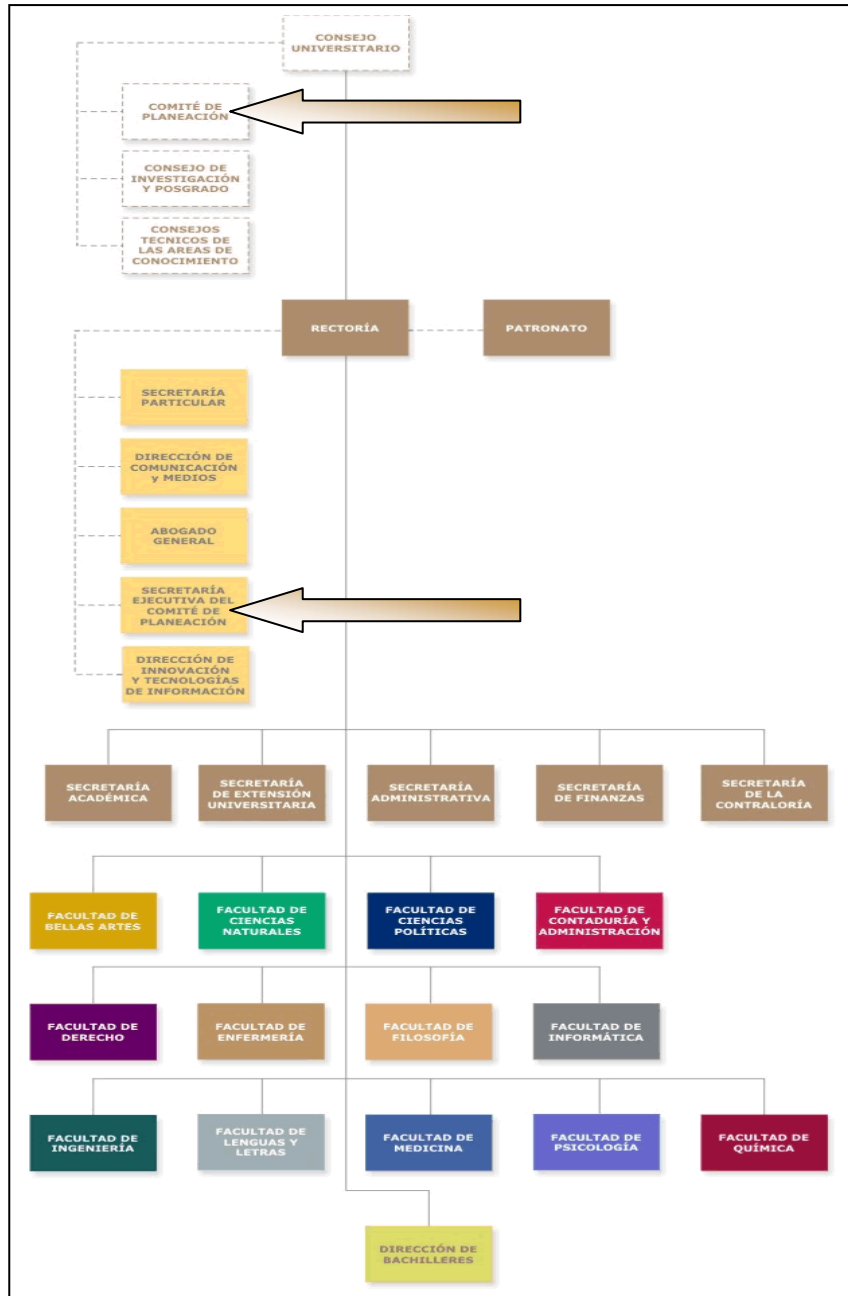 CONSEJO
UNIVERSITARIO
COMITÉ DE
PLANEACIÓN
CONSEJO DE
INVESTIGACIÓN
Y POSGRADO
CONSEJOS
TECNICOS DE
LAS AREAS DE
CONOCIMIENTO
RECTORÍA
PATRONATO
SECRETARÍA
PARTICULAR
DIRECCIÓN DE
COMUNICACIÓN
y MEDIOS
ABOGADO
GENERAL
SECRETARÍA
EJECUTIVA DEL
COMITÉ DE
PLANEACIÓN
DIRECCIÓN DE
INNOVACIÓN
Y TECNOLOGÍAS
DE INFORMACIÓN
SECRETARÍA
ACADÉMICA
SECRETARÍA
DE EXTENSIÓN
UNIVERSITARIA
SECRETARÍA
ADMINISTRATIVA
SECRETARÍA
DE FINANZAS
SECRETARÍA
DE LA
CONTRALORÍA
FACULTAD DE
BELLAS ARTES
FACULTAD DE
CIENCIAS
NATURALES
FACULTAD DE
CIENCIAS
POLÍTICAS
FACULTAD DE
CONTADURÍA Y
ADMINISTRACIÓN
FACULTAD DE
DERECHO
FACULTAD DE
ENFERMERÍA
FACULTAD DE
FILOSOFÍA
FACULTAD DE
INFORMÁTICA
FACULTAD DE
INGENIERÍA
FACULTAD DE
LENGUAS Y
LETRAS
FACULTAD DE
MEDICINA
FACULTAD DE
PSICOLOGÍA
FACULTAD DE
QUÍMICA
DIRECCIÓN DE
BACHILLERES